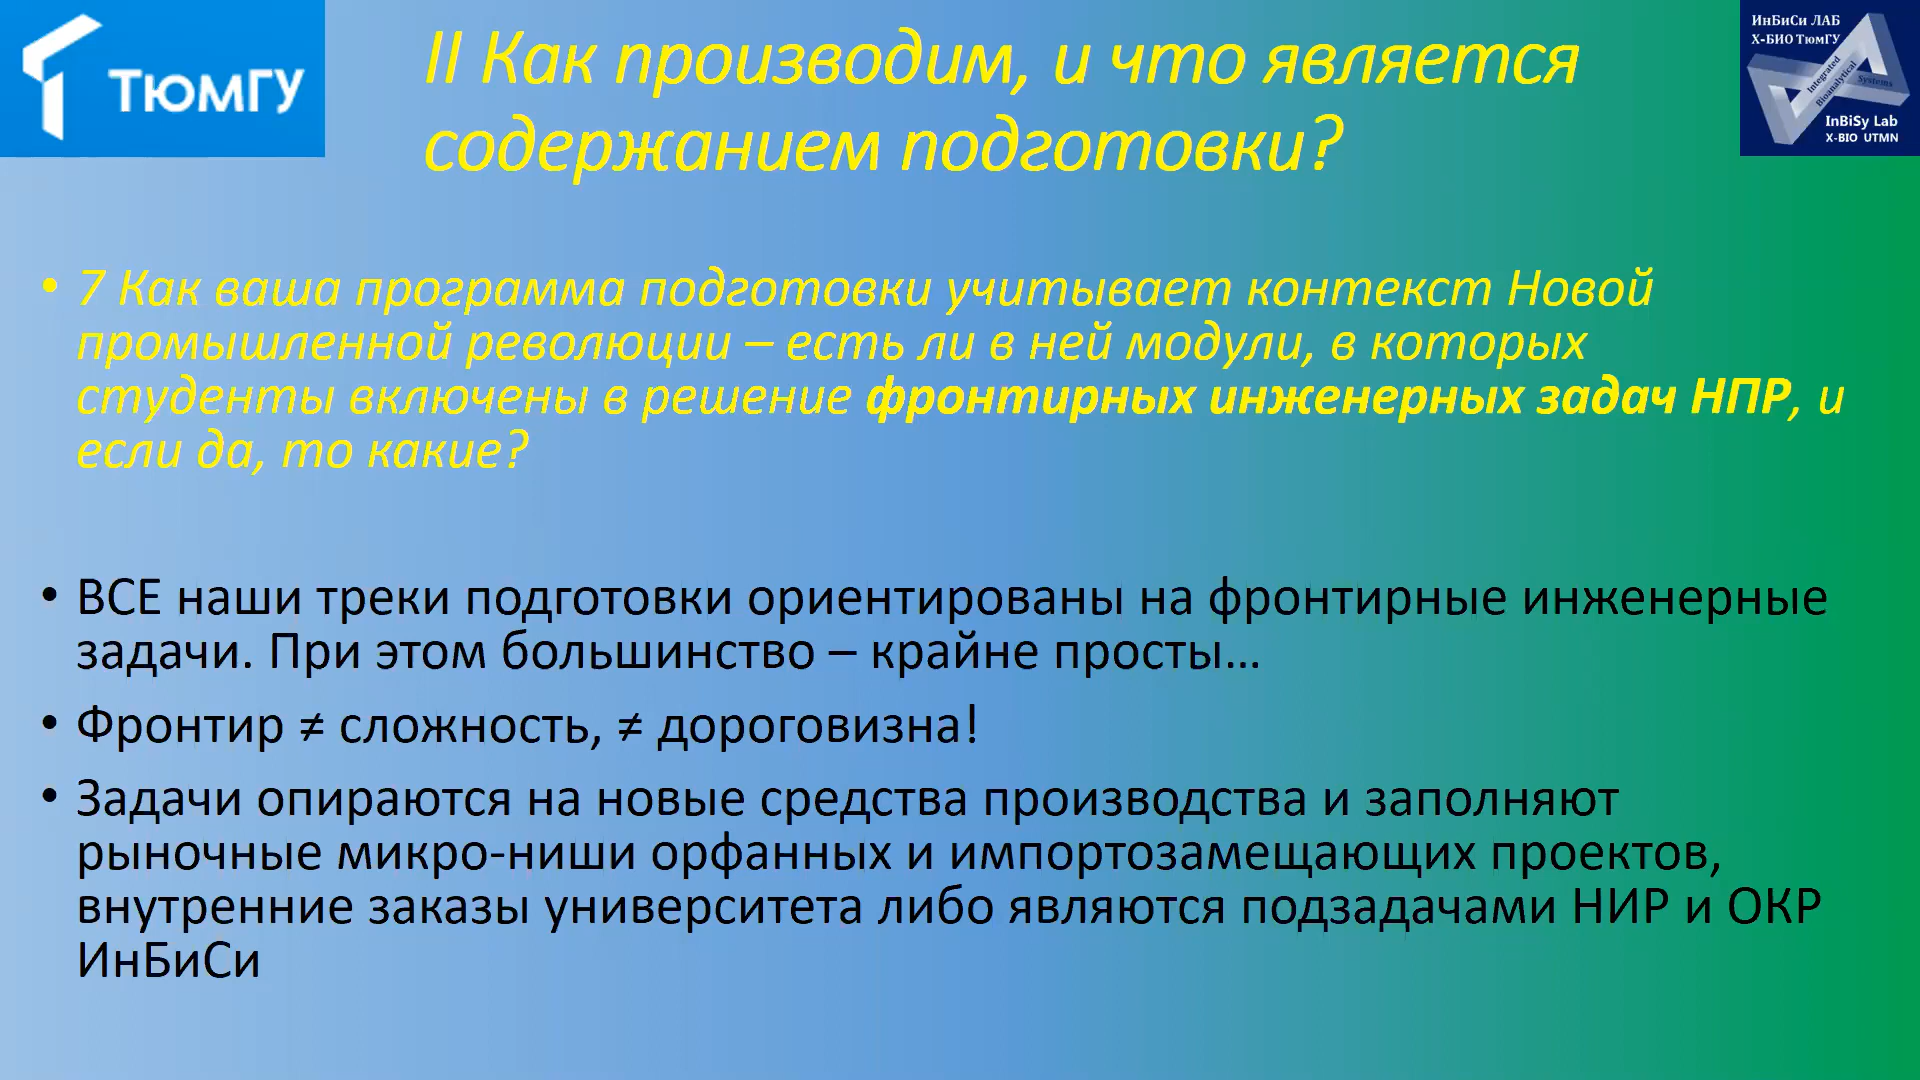 ТЮМГУ
II Как производим, и что является
содержанием подготовки?
ИнБиСи ЛАБ
Х-БИО ТюмГУ
Integrated
Bioanalytical
Systems
InBiSy Lab
X-BIO UTMN
• 7 Как ваша программа подготовки учитывает контекст Новой
промышленной революции – есть ли в ней модули, в которых
студенты включены в решение фронтирных инженерных задач НПР, и
если да, то какие?
• ВСЕ наши треки подготовки ориентированы на фронтирные инженерные
задачи. При этом большинство – крайне просты...
• Фронтир ≠ сложность, ≠ дороговизна!
• Задачи опираются на новые средства производства и заполняют
рыночные микро-ниши орфанных и импортозамещающих проектов,
внутренние заказы университета либо являются подзадачами НИР и ОКР
ИнБиСи